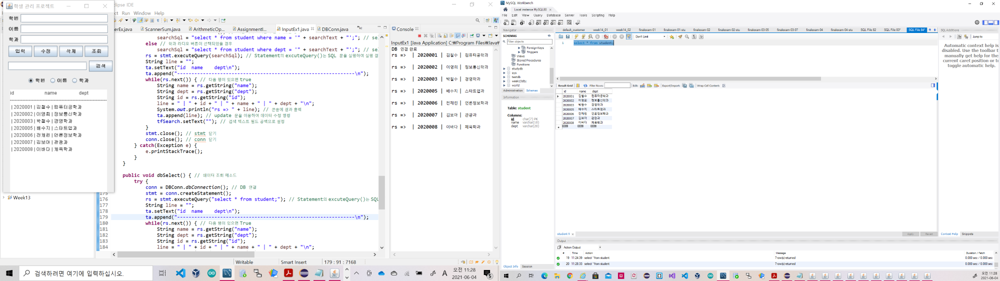 학생 관리 프로젝트
학번
이름
학과
입력 수정 삭제 조회
검색
학번 이름 학과
id name dept
| 2020001 | 김철수 | 컴퓨터공학과
| 2020002 | 이영희 | 정보통신학과
| 2020003 | 박철수 | 경영학과
| 2020005 | 배수지 | 스타트업과
| 2020006 | 전채린 | 언론정보학과
| 2020007 | 김보아 | 관광과
| 2020008 | 이바다 | 체육학과
Week13
clipse IDE
ct Run Window Help
nerEx.java ScannerSum.java ArithmeticOp... AssignmentI... InputEx1.java DBConn.java
searchSql = "select * from student where name = '" + searchText + "';"; // sel
else // 학과 라디오 버튼이 선택되었을 경우
searchSql = "select * from student where dept = '" + searchText + "';"; // sel
rs = stmt.executeQuery(searchSql); // Statement의 excuteQuery()는 SQL 문을 실행하여 실행 결
String line = "";
ta.setText("id name dept\n");
ta.append("---------------------------------------------------------------\n");
while(rs.next()) { // 다음 행이 있으면 true
String name = rs.getString("name");
String dept = rs.getString("dept");
String id = rs.getString("id");
line = " | " + id + " | " + name + " | " + dept + "\n";
System.out.println("rs => " + line); // 콘솔에 결과 출력
ta.append(line); // update 문을 이용하여 데이터 수정 명령
tfSearch.setText(""); // 검색 텍스트 필드 공백으로 설정
}
stmt.close(); // stmt 닫기
conn.close(); // conn 닫기
} catch(Exception e) {
e.printStackTrace();
}
}
public void dbSelect() { // 데이터 조회 메소드
try {
conn = DBConn.dbConnection(); // DB 연결
175 stmt = conn.createStatement();
176 rs = stmt.executeQuery("select * from student;"); // Statement의 excuteQuery()는 SQL
177 String line = "";
178 ta.setText("id name dept\n");
179 ta.append("---------------------------------------------------------------\n");
180 while(rs.next()) { // 다음 행이 있으면 True
181 String name = rs.getString("name");
182 String dept = rs.getString("dept");
183 String id = rs.getString("id");
184 line = " | " + id + " | " + name + " | " + dept + "\n";
Writable Smart Insert 179 : 91 : 7168
Console
InputEx1 [Java Application] C:₩Program Files₩Java₩
DB 연결 완료
rs => | 2020001 | 김철수 | 컴퓨터공학과
rs => | 2020002 | 이영희 | 정보통신학과
rs => | 2020003 | 박철수 | 경영학과
rs => | 2020005 | 배수지 | 스타트업과
rs => | 2020006 | 전채린 | 언론정보학과
rs => | 2020007 | 김보아 | 관광과
rs => | 2020008 | 이바다 | 체육학과
검색하려면 여기에 입력하십시오.
A 오전 11:28
2021-06-04
5
MySQL Workbench
Local instance MySQL80
File Edit View Query Database Server Tools Scripting Help
Navigator
SCHEMAS
Filter objects
Foreign Keys
Triggers
Views
Stored Procedures
Functions
studydb
sys
testdb
week13db;
world
Administration Schemas
Information
Table: student
Columns:
id char(7) PK
name varchar(10)
dept varchar(20)
Object Info Session
default_customer week14_01 week14_02 finalexam-01 finalexam-01-stu finalexam-02 finalexam-02-stu finalexam-03-05 finalexam-03-07 finalexam-04 finalexam-04-stu SQL File 82 SQL File 83* SQL File 84*
Don't Limit
1 select * from student;
Result Grid Filter Rows: Edit: Export/Import: Wrap Cell Content:
id name dept
2020001 김철수 컴퓨터공학과
2020002 이영희 정보통신학과
2020003 박철수 경영학과
2020005 배수지 스타트업과
2020006 전채린 언론정보학과
2020007 김보아 관광과
2020008 이바다 체육학과
NULL NULL NULL
student 9 Apply Revert
Output
Action Output
# Time Action Message Duration / Fetch
19 11:24:39 select * from student 7 row(s) returned 0.000 sec / 0.000 sec
20 11:28:33 select * from student 7 row(s) returned 0.000 sec / 0.000 sec
SQL Additions
Jump to
Automatic context help is
disabled. Use the toolbar t
manually get help for the
current caret position or to
toggle automatic help.
Context Help Snippets
오전 11:28
2021-06-04